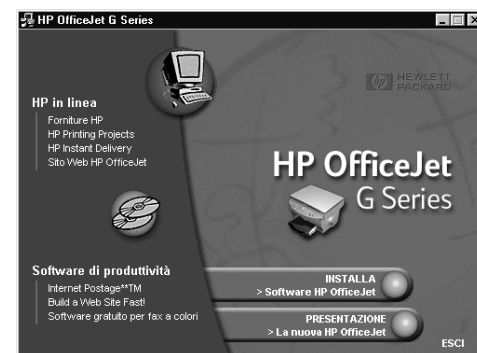 HP OfficeJet G Series
HEWLETT
PACKARD
HP in linea
Forniture HP
HP Printing Projects
HP Instant Delivery
Sito Web HP OfficeJet
HP OfficeJet
G Series
Software di produttività
Internet Postage**TM
Build a Web Site Fast!
Software gratuito per fax a colori
INSTALLA
> Software HP OfficeJet
PRESENTAZIONE
> La nuova HP OfficeJet
ESCI